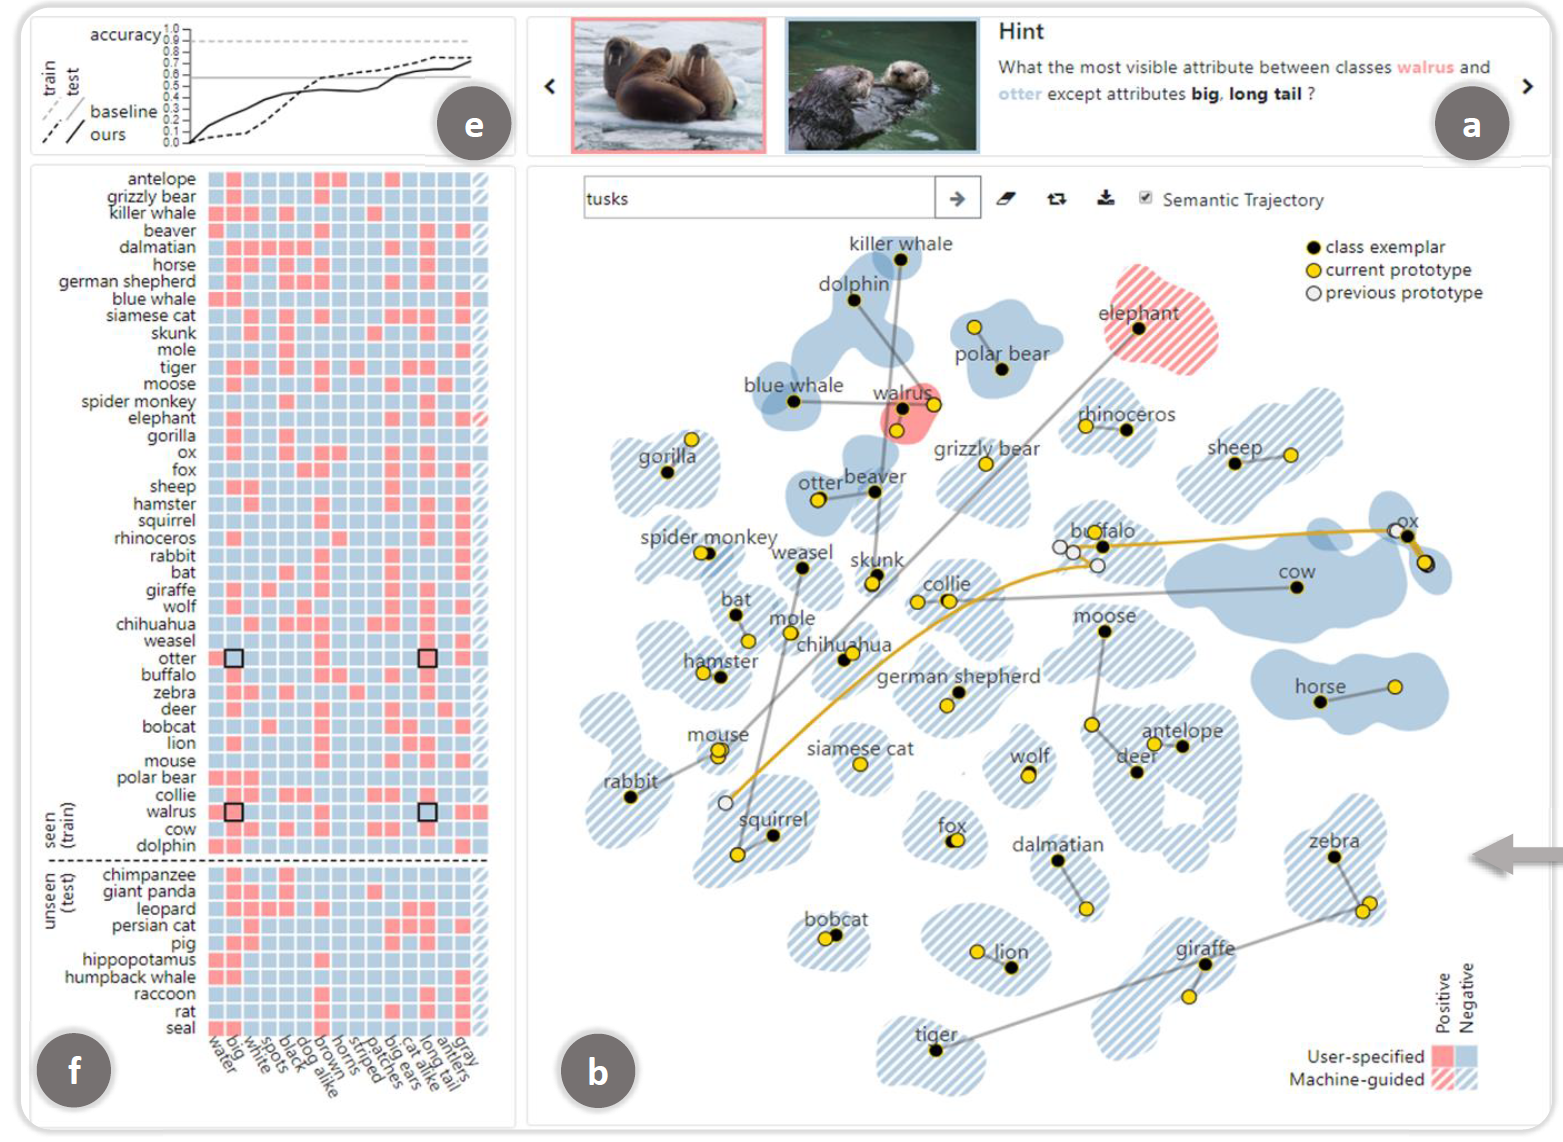 accuracy
1.0
0.9
0.8
0.7
0.6
0.5
0.4
0.3
0.2
0.1
0.0
train
test
baseline
ours
e
Hint
What the most visible attribute between classes walrus and
otter except attributes big, long tail ?
a
antelope
grizzly bear
killer whale
beaver
dalmatian
horse
german shepherd
blue whale
siamese cat
skunk
mole
tiger
moose
spider monkey
elephant
gorilla
ox
fox
sheep
hamster
squirrel
rhinoceros
rabbit
bat
giraffe
wolf
chihuahua
weasel
otter
buffalo
zebra
deer
bobcat
lion
mouse
polar bear
collie
walrus
cow
dolphin
seen
(train)
unseen
(test)
chimpanzee
giant panda
leopard
persian cat
pig
hippopotamus
humpback whale
raccoon
rat
seal
water
big
white
spots
black
dog alike
brown
horns
striped
patches
big ears
cat alike
long tail
antlers
gray
f
tusks
Semantic Trajectory
class exemplar
current prototype
previous prototype
killer whale
dolphin
elephant
polar bear
blue whale
walrus
rhinoceros
grizzly bear
sheep
gorilla
otter
beaver
spider monkey
weasel
skunk
buffalo
ox
cow
collie
bat
mole
moose
chihuahua
hamster
german shepherd
horse
mouse
siamese cat
wolf
antelope
deer
rabbit
squirrel
fox
dalmatian
zebra
bobcat
lion
giraffe
tiger
b
Positive
Negative
User-specified
Machine-guided